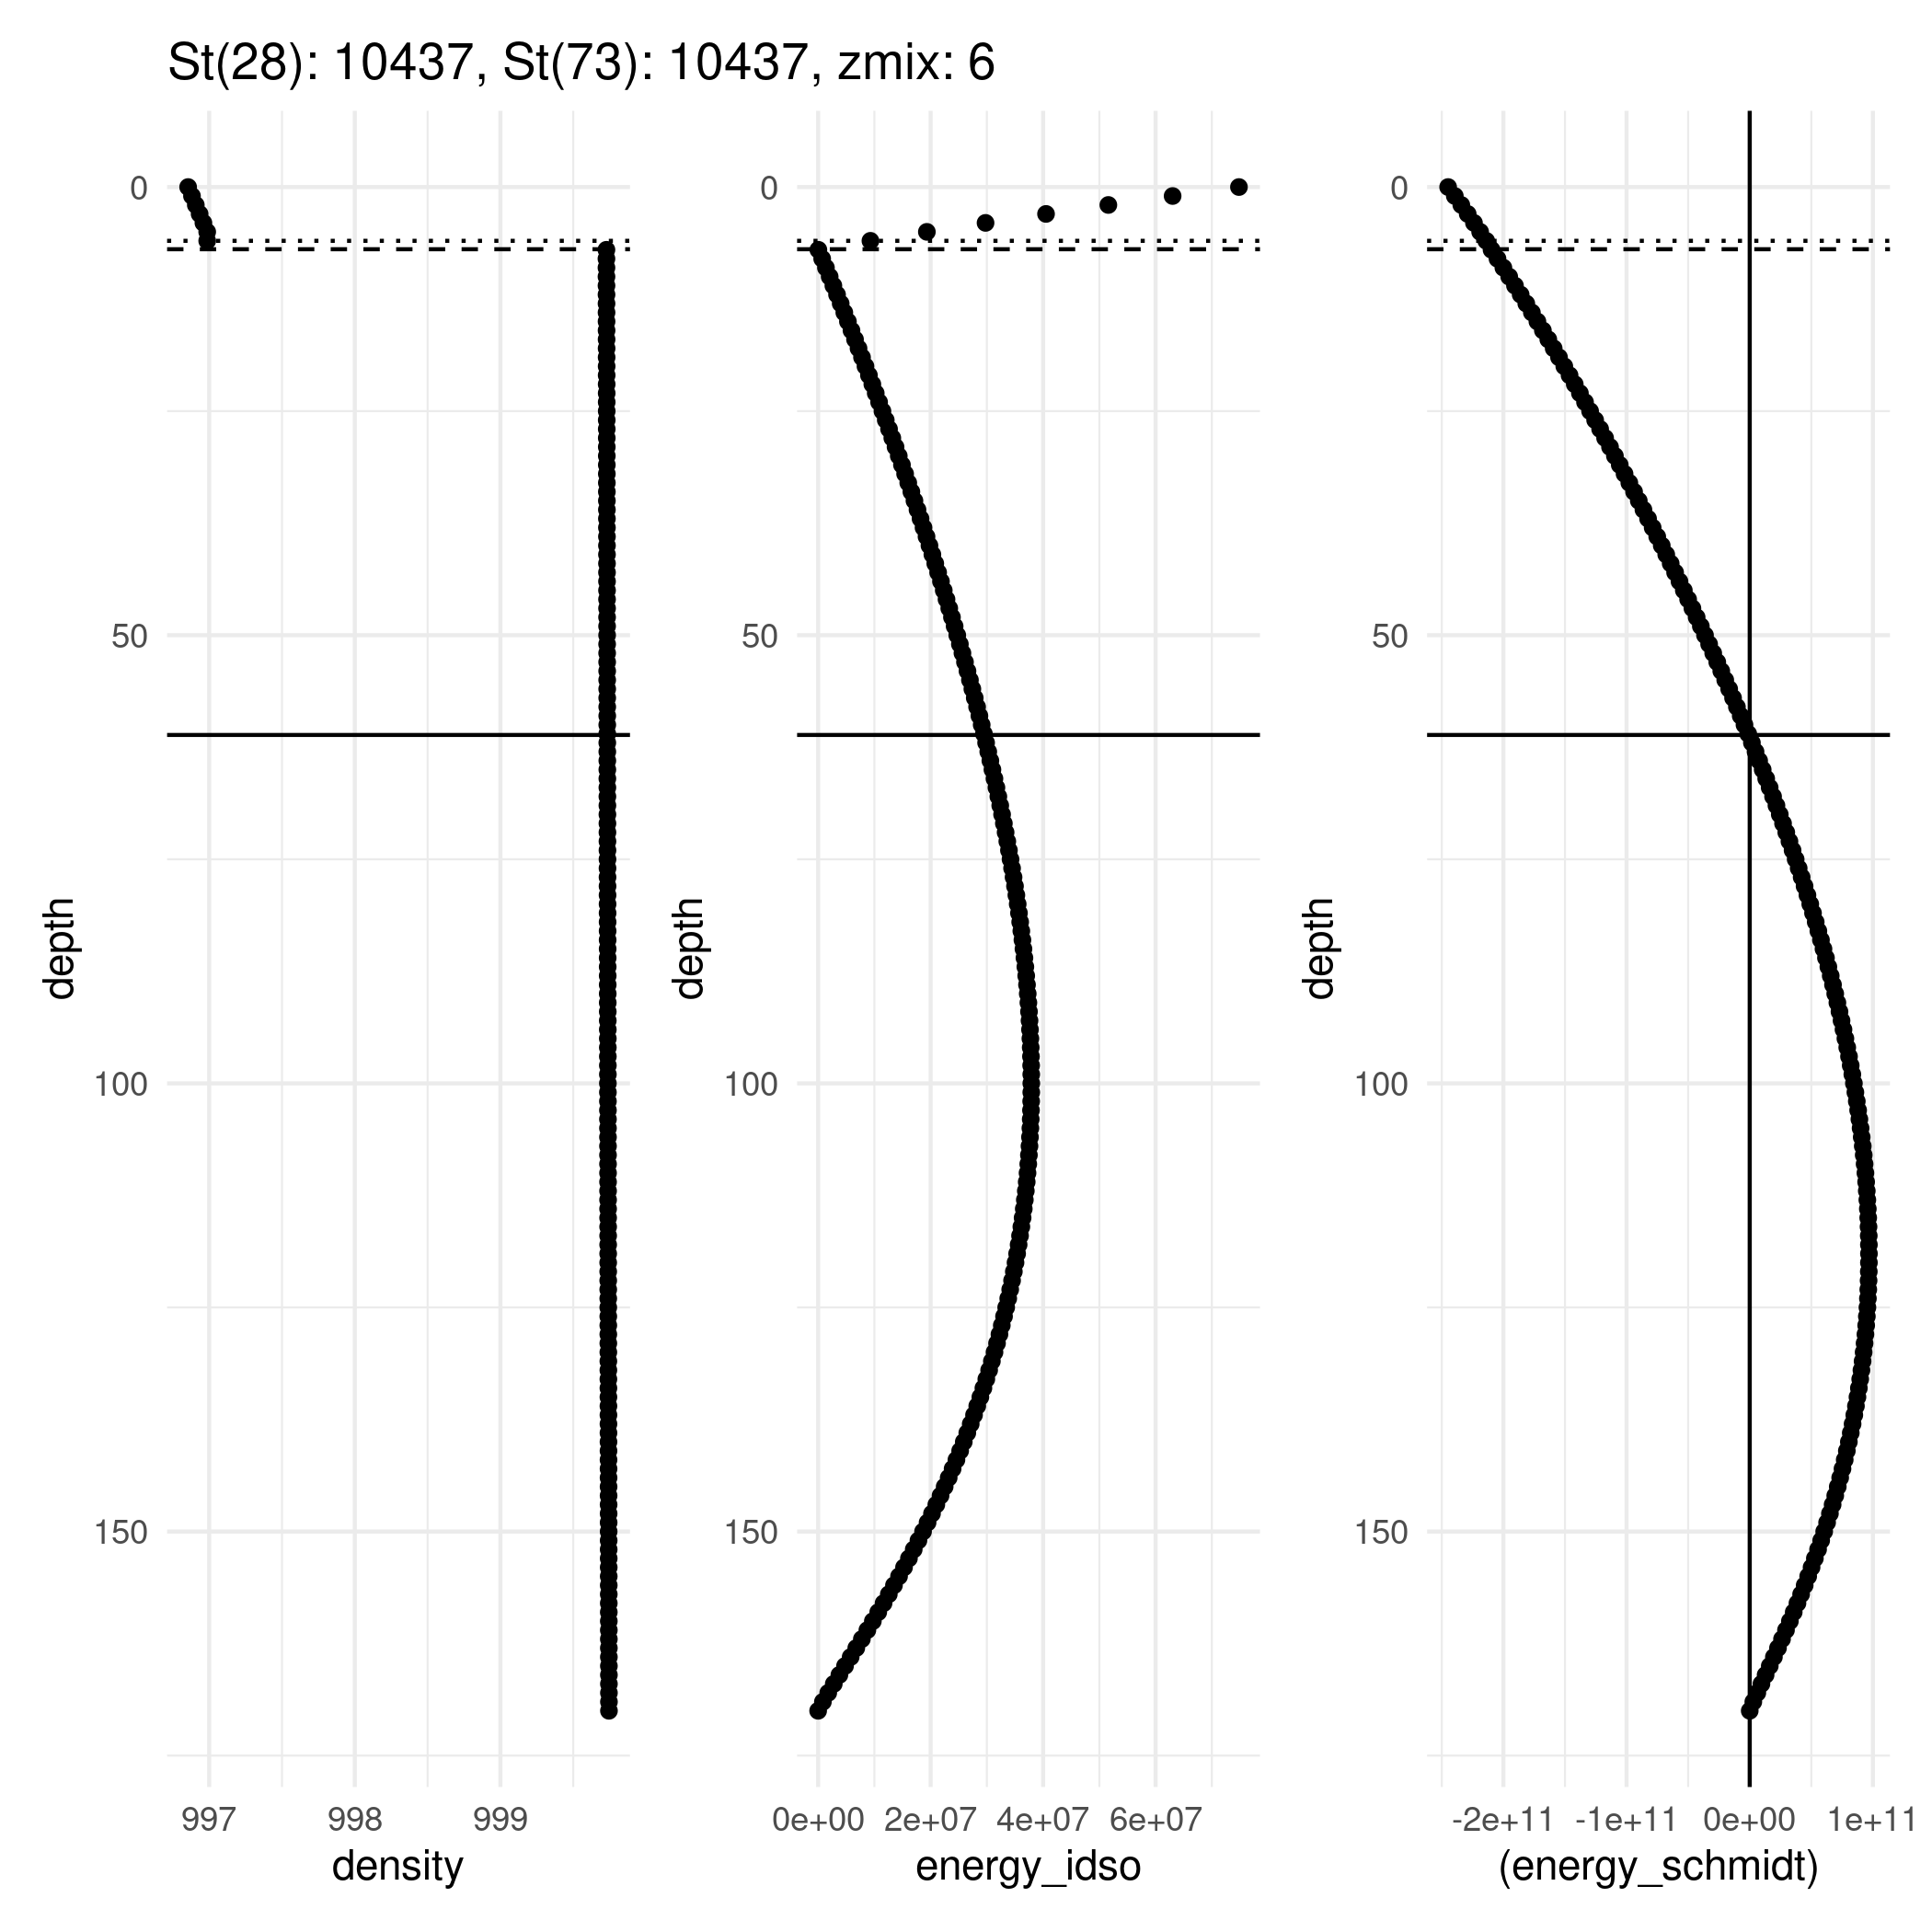 St(28): 10437, St(73): 10437, zmix: 6
0
50
100
150
depth
997 998 999
density
0
50
100
150
depth
0e+00 2e+07 4e+07 6e+07
energy_idso
0
50
100
150
depth
-2e+11 -1e+11 0e+00 1e+11
(energy_schmidt)